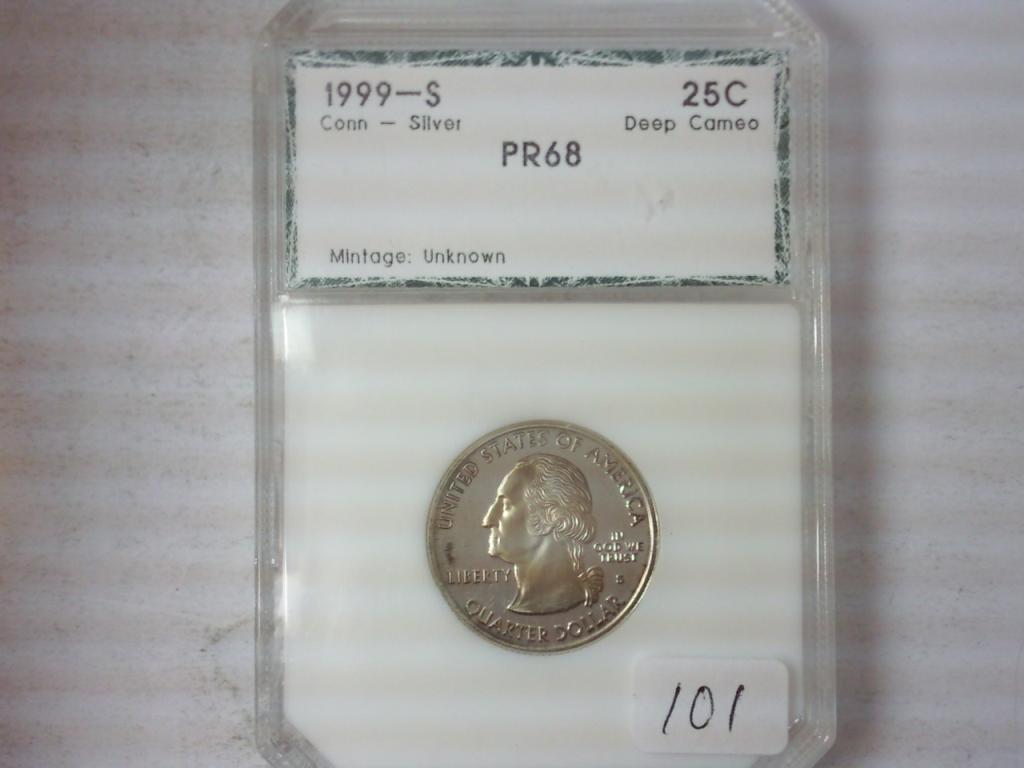 1999-S 25C
Conn - Silver Deep Cameo
PR68
Mintage: Unknown
UNITED STATES OF AMERICA
IN
GOD WE
TRUST
LIBERTY S
QUARTER DOLLAR
101